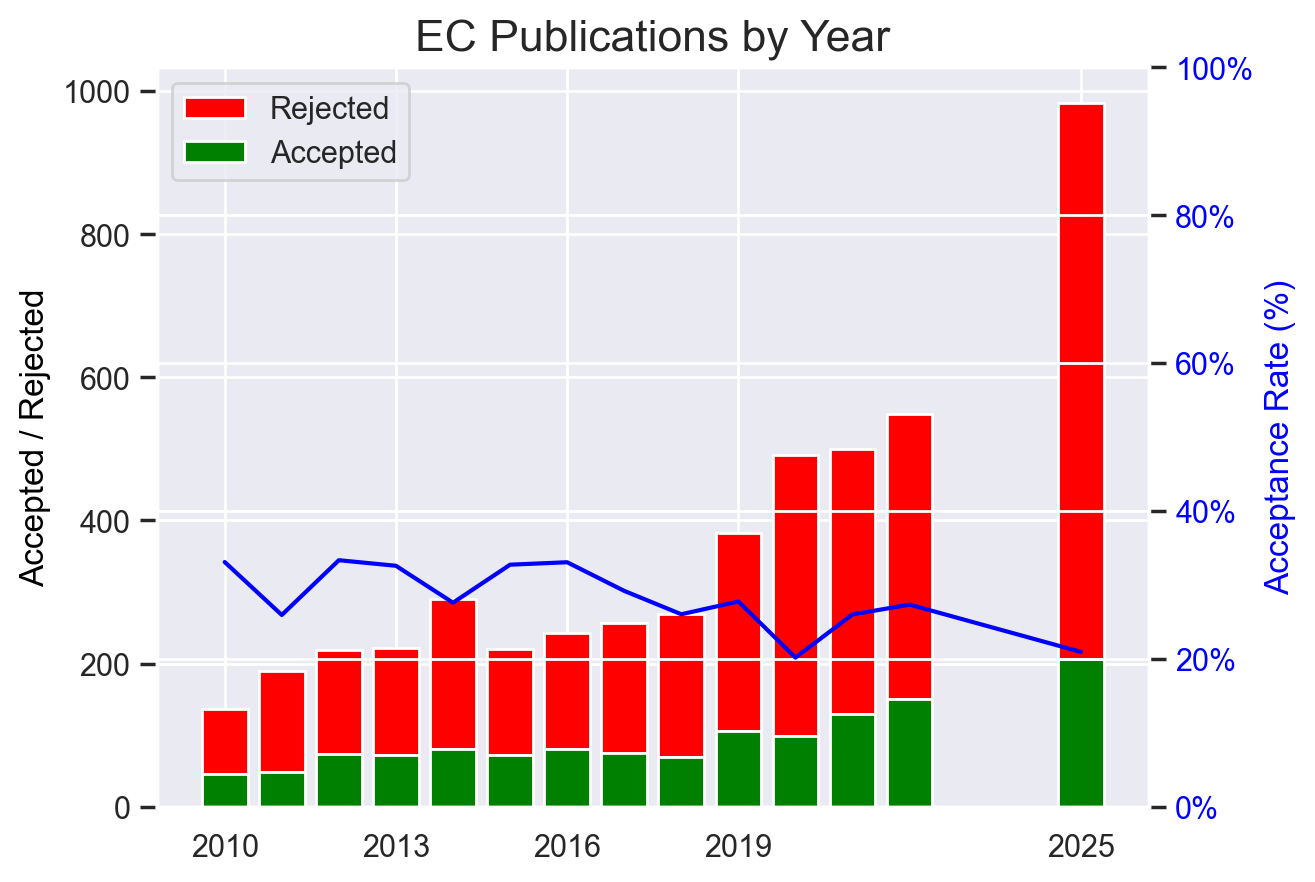 EC Publications by Year
Rejected
Accepted
Accepted / Rejected
1000
800
600
400
200
0
100%
80%
60%
40%
20%
0%
Acceptance Rate (%)
2010 2013 2016 2019 2025